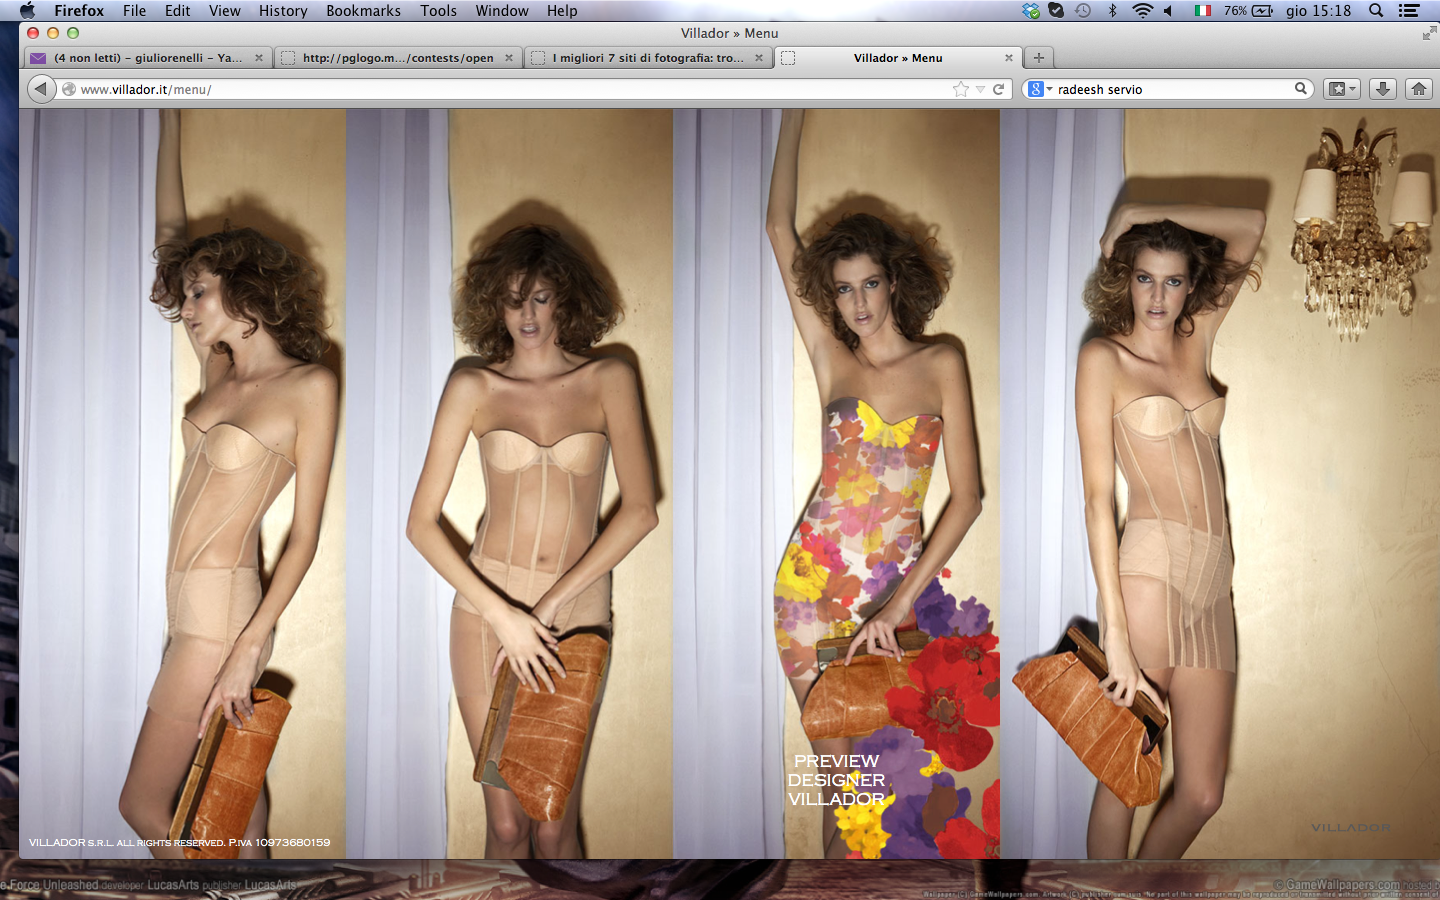 Firefox File Edit View History Bookmarks Tools Window Help 76% gio 15:18
Villador » Menu
(4 non letti) – giuliorenelli – Ya...
http://pglogo.m.../contests/open
I migliori 7 siti di fotografia: tro...
Villador » Menu
www.villador.it/menu/
radeesh servio
PREVIEW
DESIGNER
VILLADOR
VILLADOR
VILLADOR S.R.L. ALL RIGHTS RESERVED. P.IVA 10973680159
e Force Unleashed developer LucasArts publisher LucasArts
© GameWallpapers.com hosted b